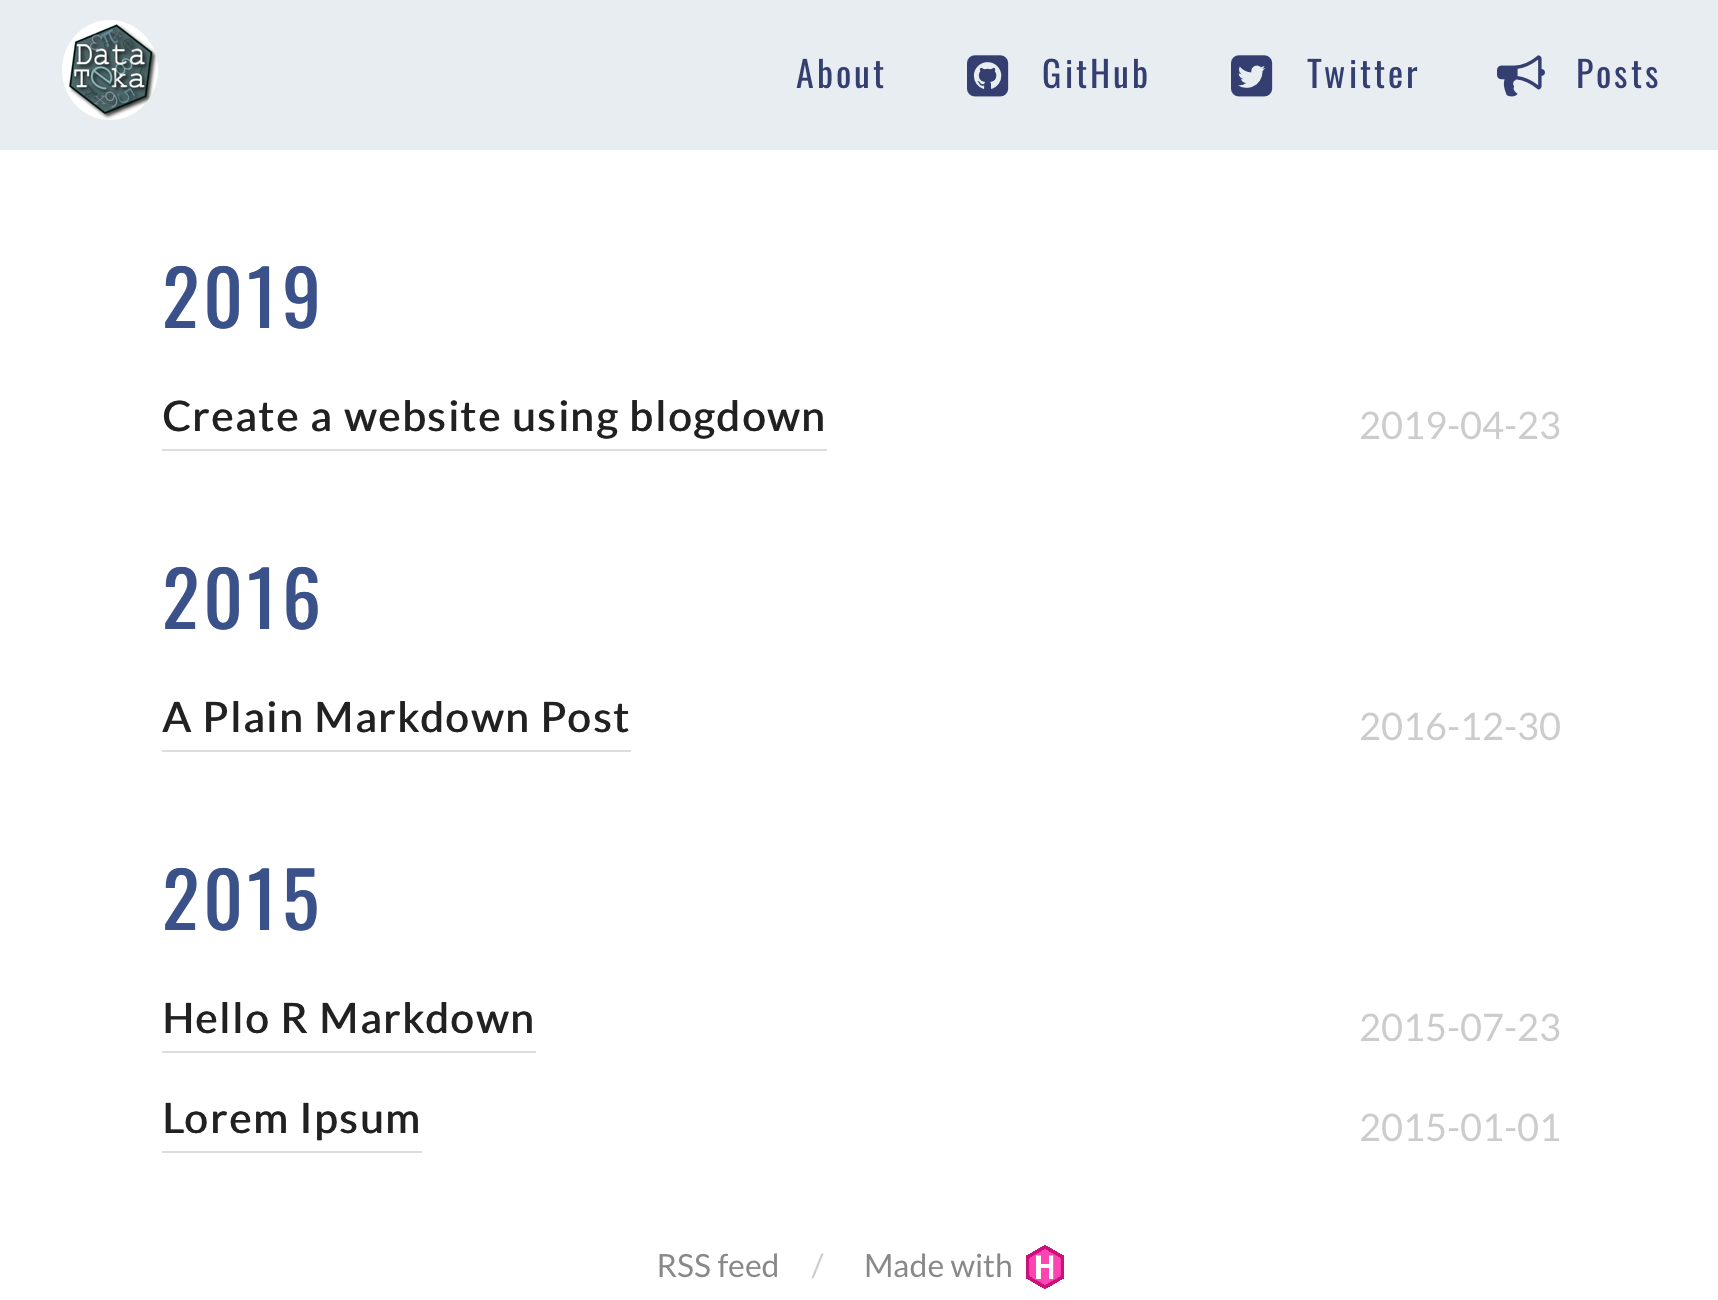 Data
Teka
About
GitHub
Twitter
Posts
2019
Create a website using blogdown
2019-04-23
2016
A Plain Markdown Post
2016-12-30
2015
Hello R Markdown
2015-07-23
Lorem Ipsum
2015-01-01
RSS feed / Made with H